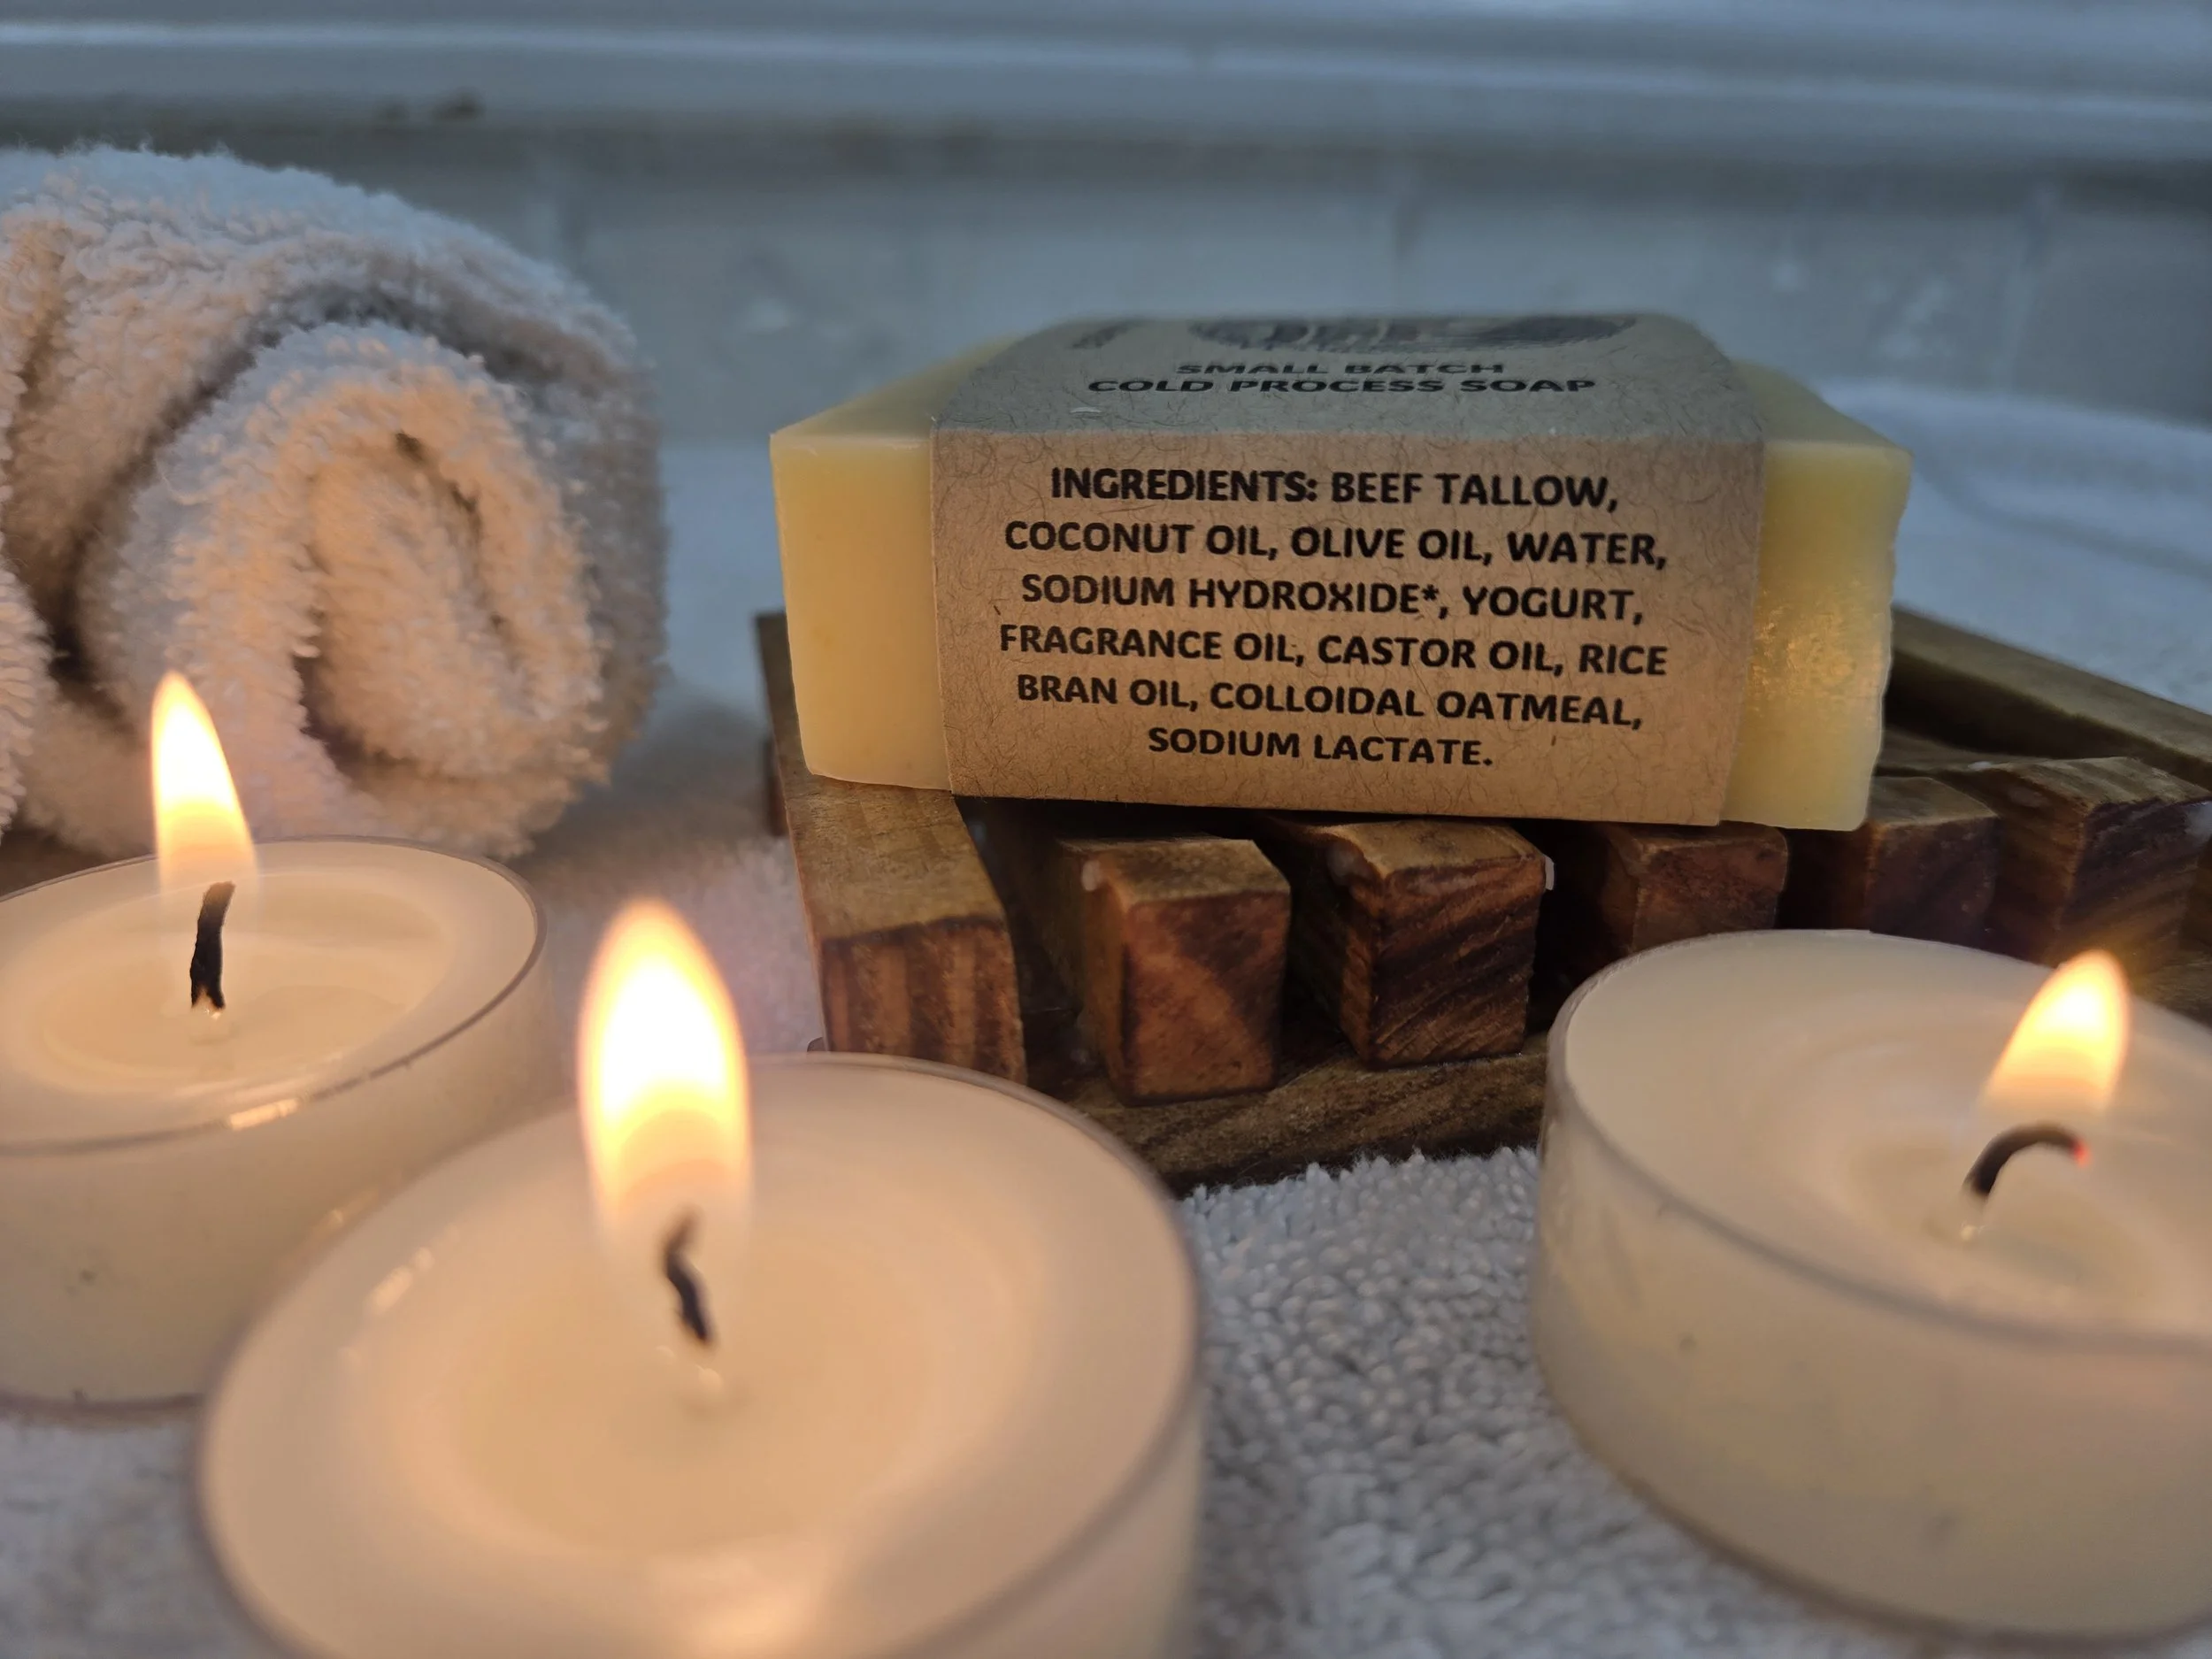 SMALL BATCH
COLD PROCESS SOAP
INGREDIENTS: BEEF TALLOW,
COCONUT OIL, OLIVE OIL, WATER,
SODIUM HYDROXIDE*, YOGURT,
FRAGRANCE OIL, CASTOR OIL, RICE
BRAN OIL, COLLOIDAL OATMEAL,
SODIUM LACTATE.